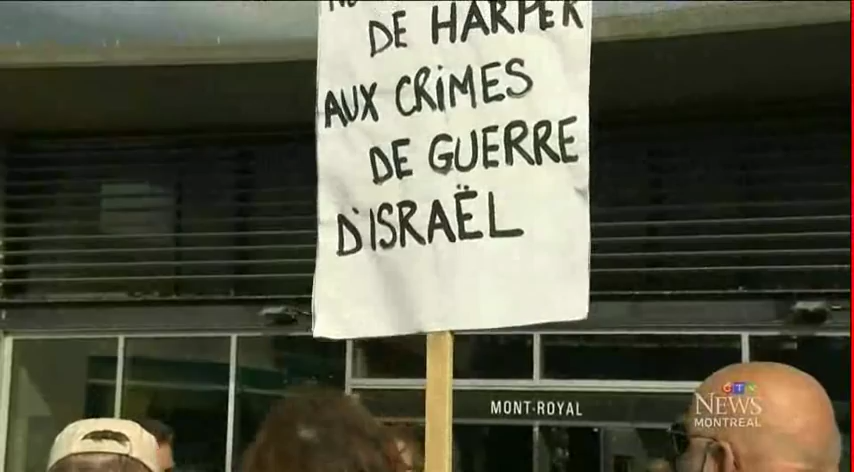 DE HARPER
AUX CRIMES
DE GUERRE
D'ISRAËL
MONT-ROYAL
CTV
NEWS
MONTREAL